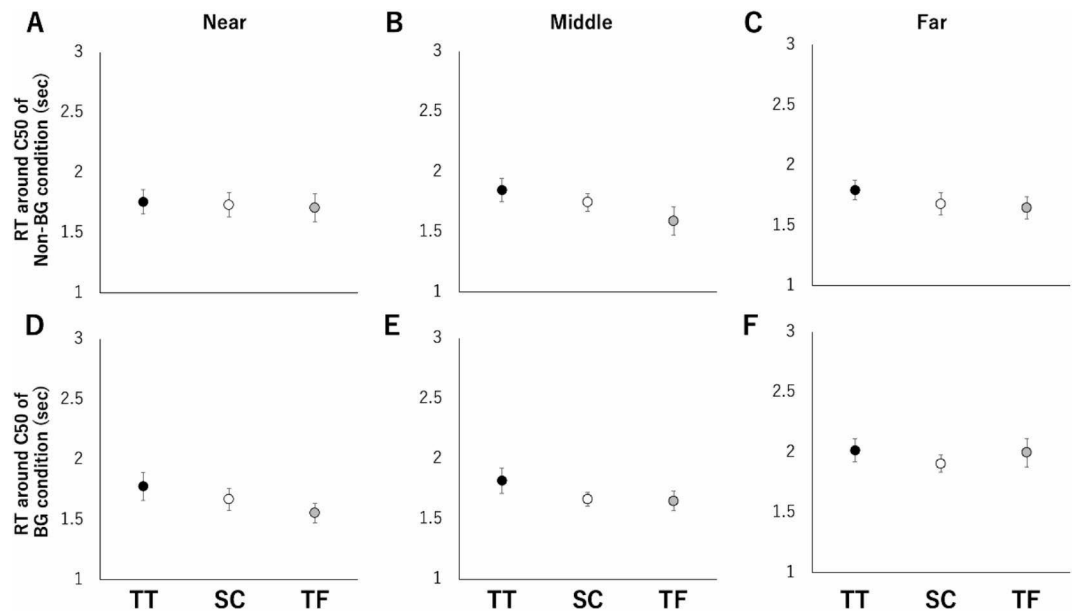 A Near
B Middle
C Far
RT around C50 of
Non-BG condition (sec)
3
2.5
2
1.5
1
3
2.5
2
1.5
1
3
2.5
2
1.5
1
D
E
F
RT around C50 of
BG condition (sec)
3
2.5
2
1.5
1
3
2.5
2
1.5
1
3
2.5
2
1.5
1
TT SC TF
TT SC TF
TT SC TF